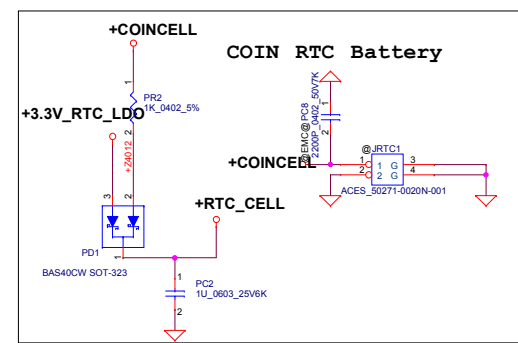 +COINCELL
COIN RTC Battery
1
PR2
1K_0402_5%
2
+3.3V_RTC_LDO
+Z4012
3
2
PD1
1
BAS40CW SOT-323
+RTC_CELL
1
PC2
1U_0603_25V6K
2
1
@EMC@PC8
2200P_0402_50V7K
2
+COINCELL
@JRTC1
1
2
1
2
G
G
3
4
ACES_50271-0020N-001